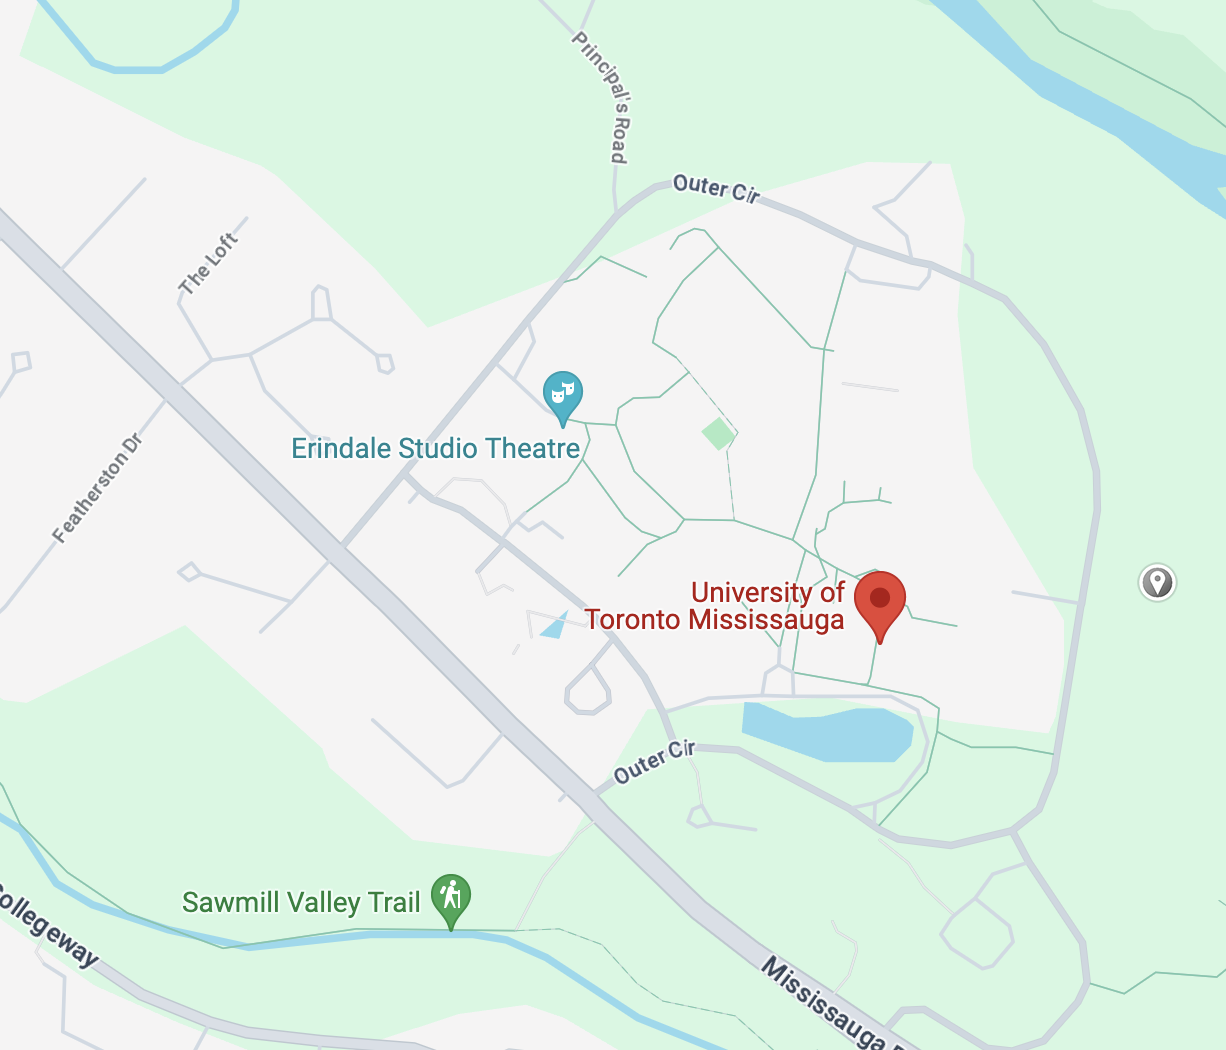 Principal's Road
Outer Cir
The Loft
Erindale Studio Theatre
Featherston Dr
University of
Toronto Mississauga
Outer Cir
Sawmill Valley Trail
ollegeway
Mississauga